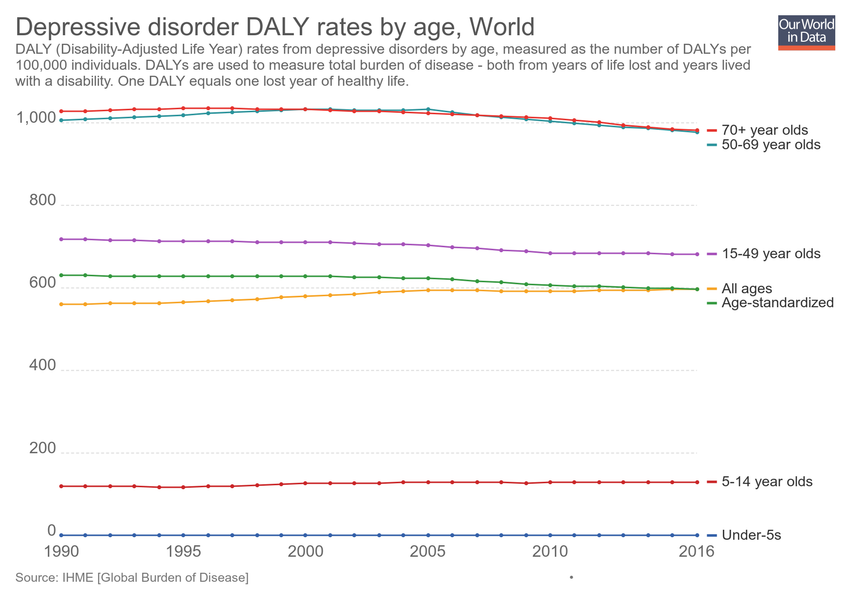 Depressive disorder DALY rates by age, World
Our World
in Data
DALY (Disability-Adjusted Life Year) rates from depressive disorders by age, measured as the number of DALYs per
100,000 individuals. DALYs are used to measure total burden of disease - both from years of life lost and years lived
with a disability. One DALY equals one lost year of healthy life.
1,000
70+ year olds
50-69 year olds
800
15-49 year olds
600
All ages
Age-standardized
400
200
5-14 year olds
0
Under-5s
1990 1995 2000 2005 2010 2016
Source: IHME [Global Burden of Disease]